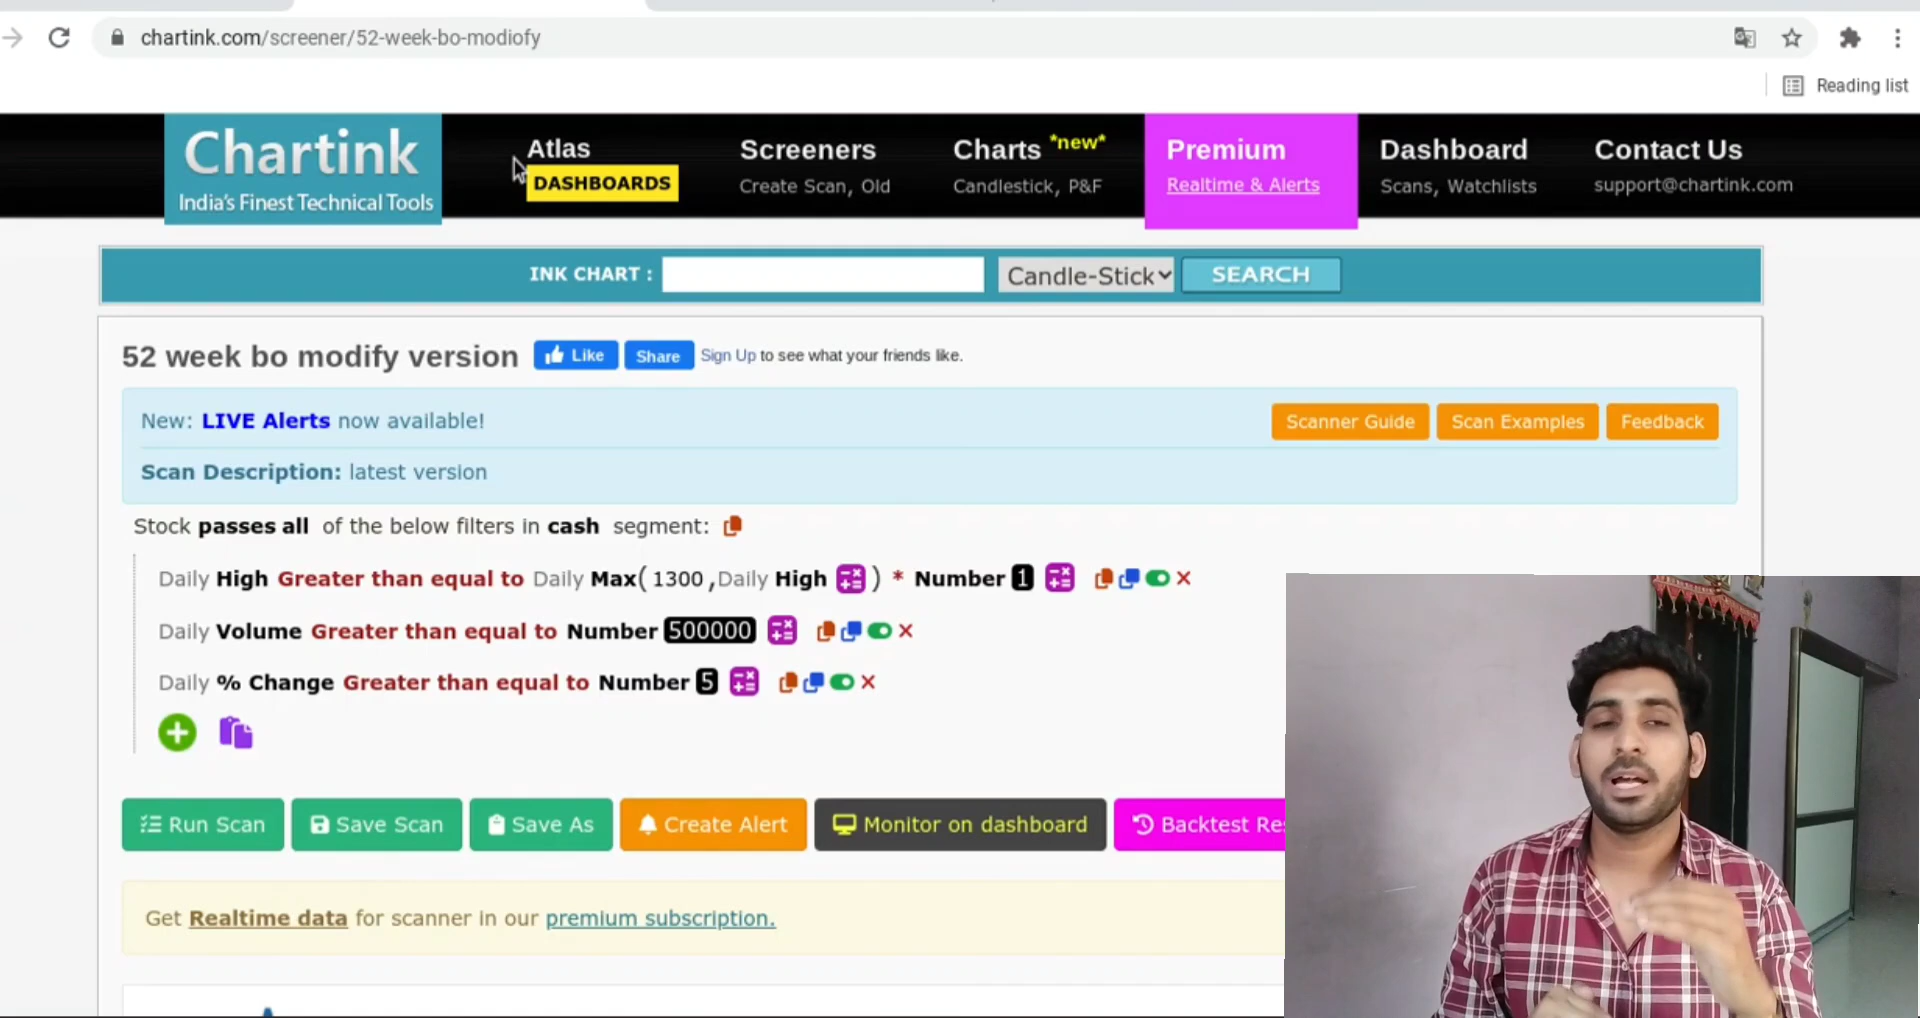 chartink.com/screener/52-week-bo-modiofy
Reading list
Chartink
India's Finest Technical Tools
Atlas
DASHBOARDS
Screeners
Create Scan, Old
Charts *new*
Candlestick, P&F
Premium
Realtime & Alerts
Dashboard
Scans, Watchlists
Contact Us
support@chartink.com
INK CHART : Candle-Stick SEARCH
52 week bo modify version Like Share Sign Up to see what your friends like.
New: LIVE Alerts now available! Scanner Guide Scan Examples Feedback
Scan Description: latest version
Stock passes all of the below filters in cash segment:
Daily High Greater than equal to Daily Max( 1300 ,Daily High ) * Number 1
Daily Volume Greater than equal to Number 500000
Daily % Change Greater than equal to Number 5
Run Scan Save Scan Save As Create Alert Monitor on dashboard Backtest Res
Get Realtime data for scanner in our premium subscription.